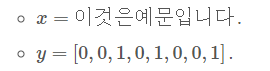 x = 이것은예문입니다.
y = [0, 0, 1, 0, 1, 0, 0, 1].